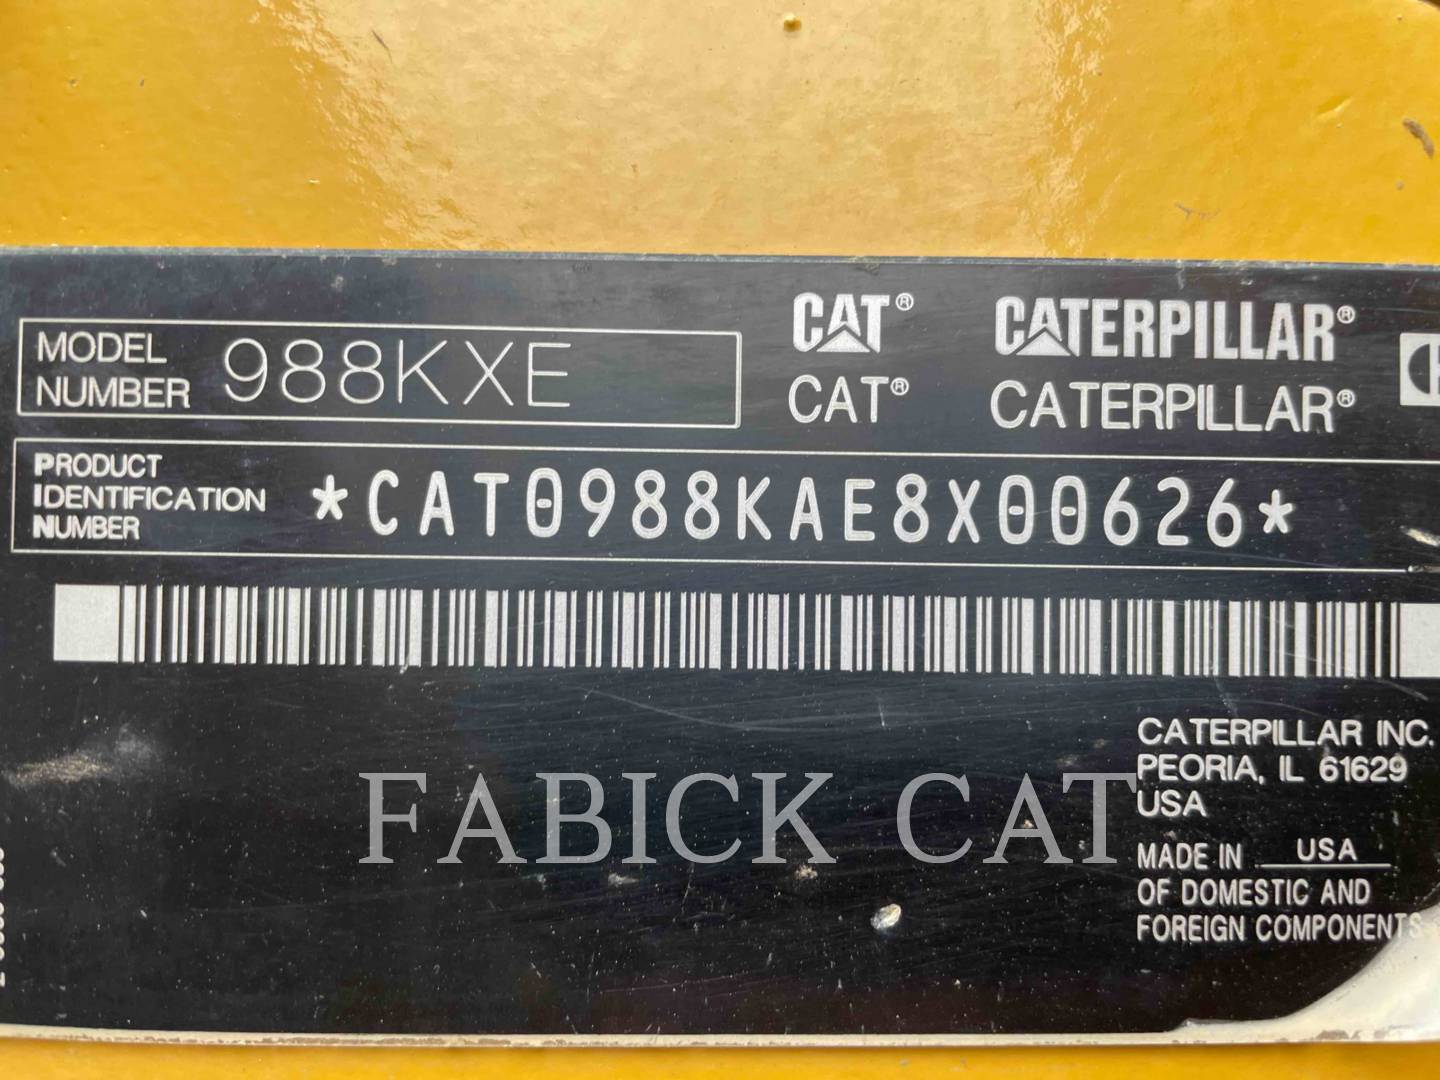 MODEL
NUMBER 988KXE
CAT® CATERPILLAR®
CAT® CATERPILLAR®
PRODUCT
IDENTIFICATION
NUMBER
*CAT0988KAE8X00626*
CATERPILLAR INC.
PEORIA, IL 61629
USA
MADE IN USA
OF DOMESTIC AND
FOREIGN COMPONENTS
FABICK CAT